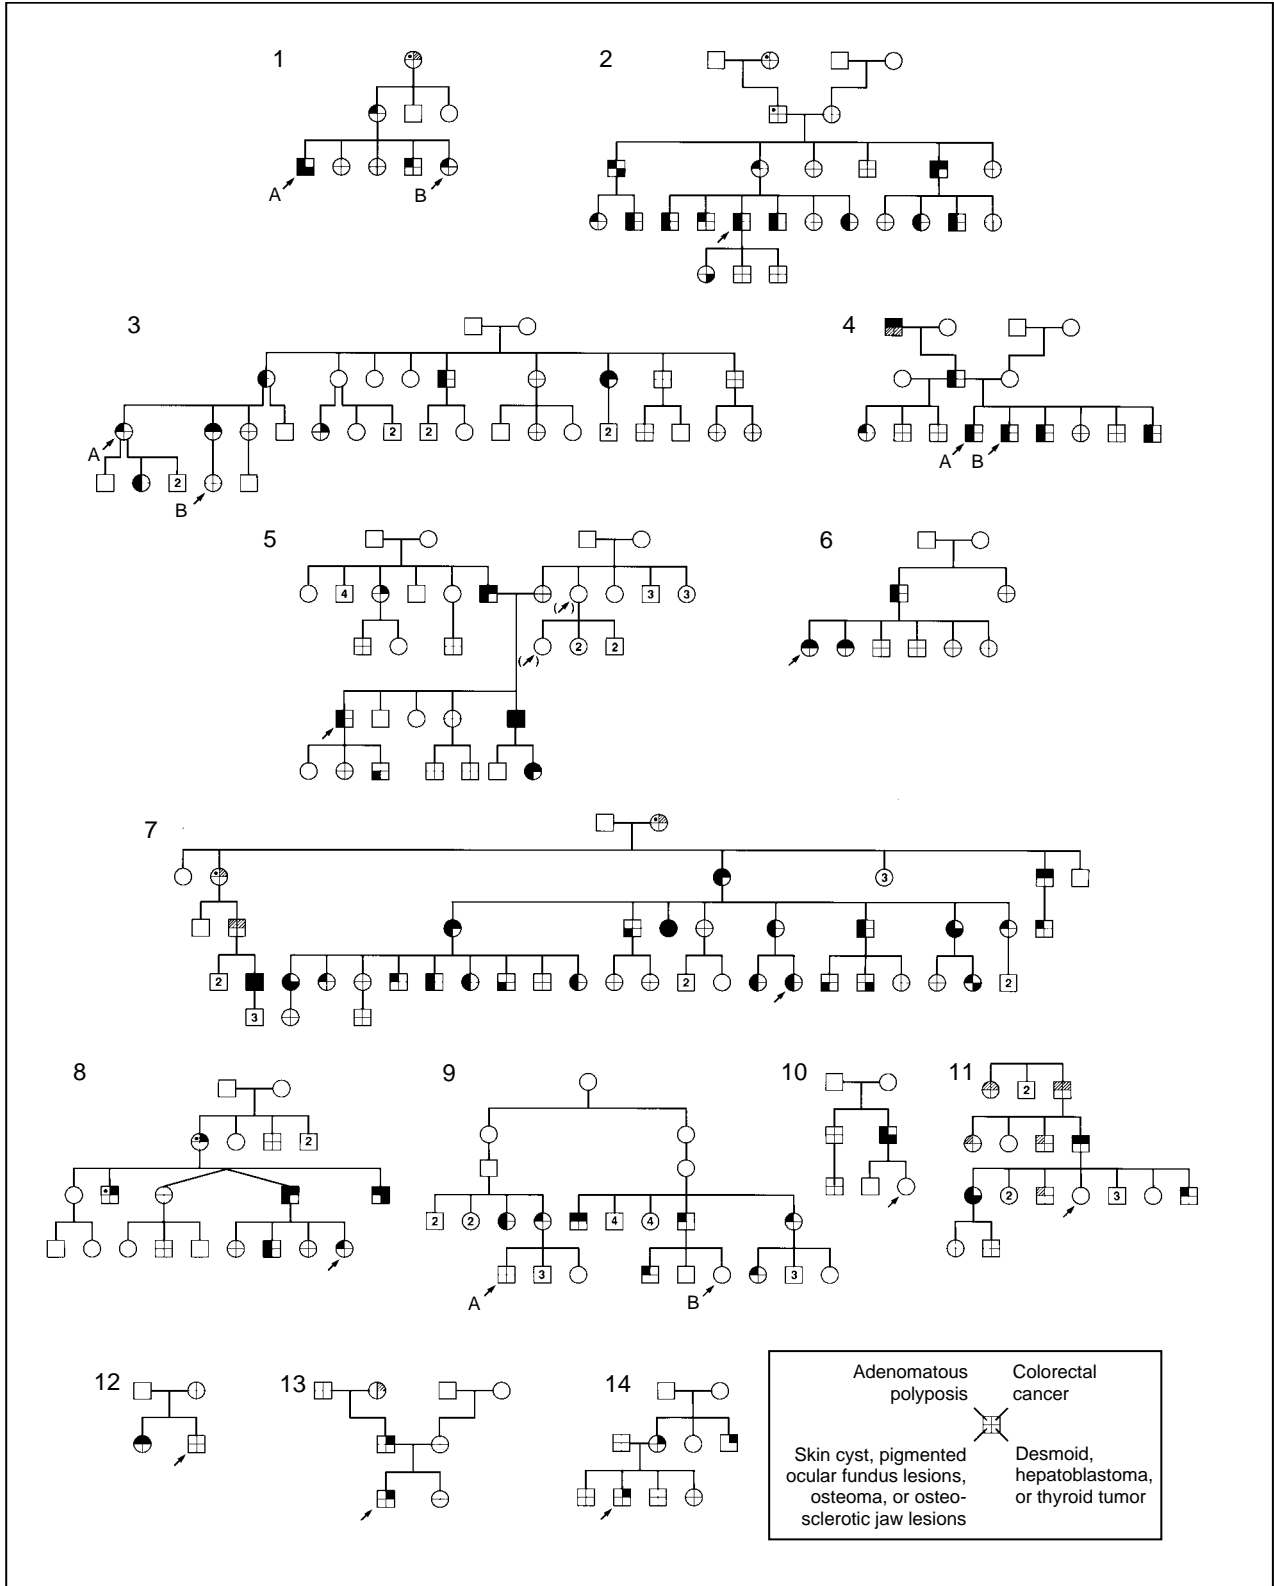 1
2
A
B
3
4
2
2
2
A
2
B
A
B
5
6
4
3
3
( )
2
2
( )
7
3
2
2
2
3
8
9
10
11
2
2
2
3
2
2
4
4
3
3
A
B
12
13
14
Adenomatous
polyposis
Colorectal
cancer
Skin cyst, pigmented
ocular fundus lesions,
osteoma, or osteo-
sclerotic jaw lesions
Desmoid,
hepatoblastoma,
or thyroid tumor